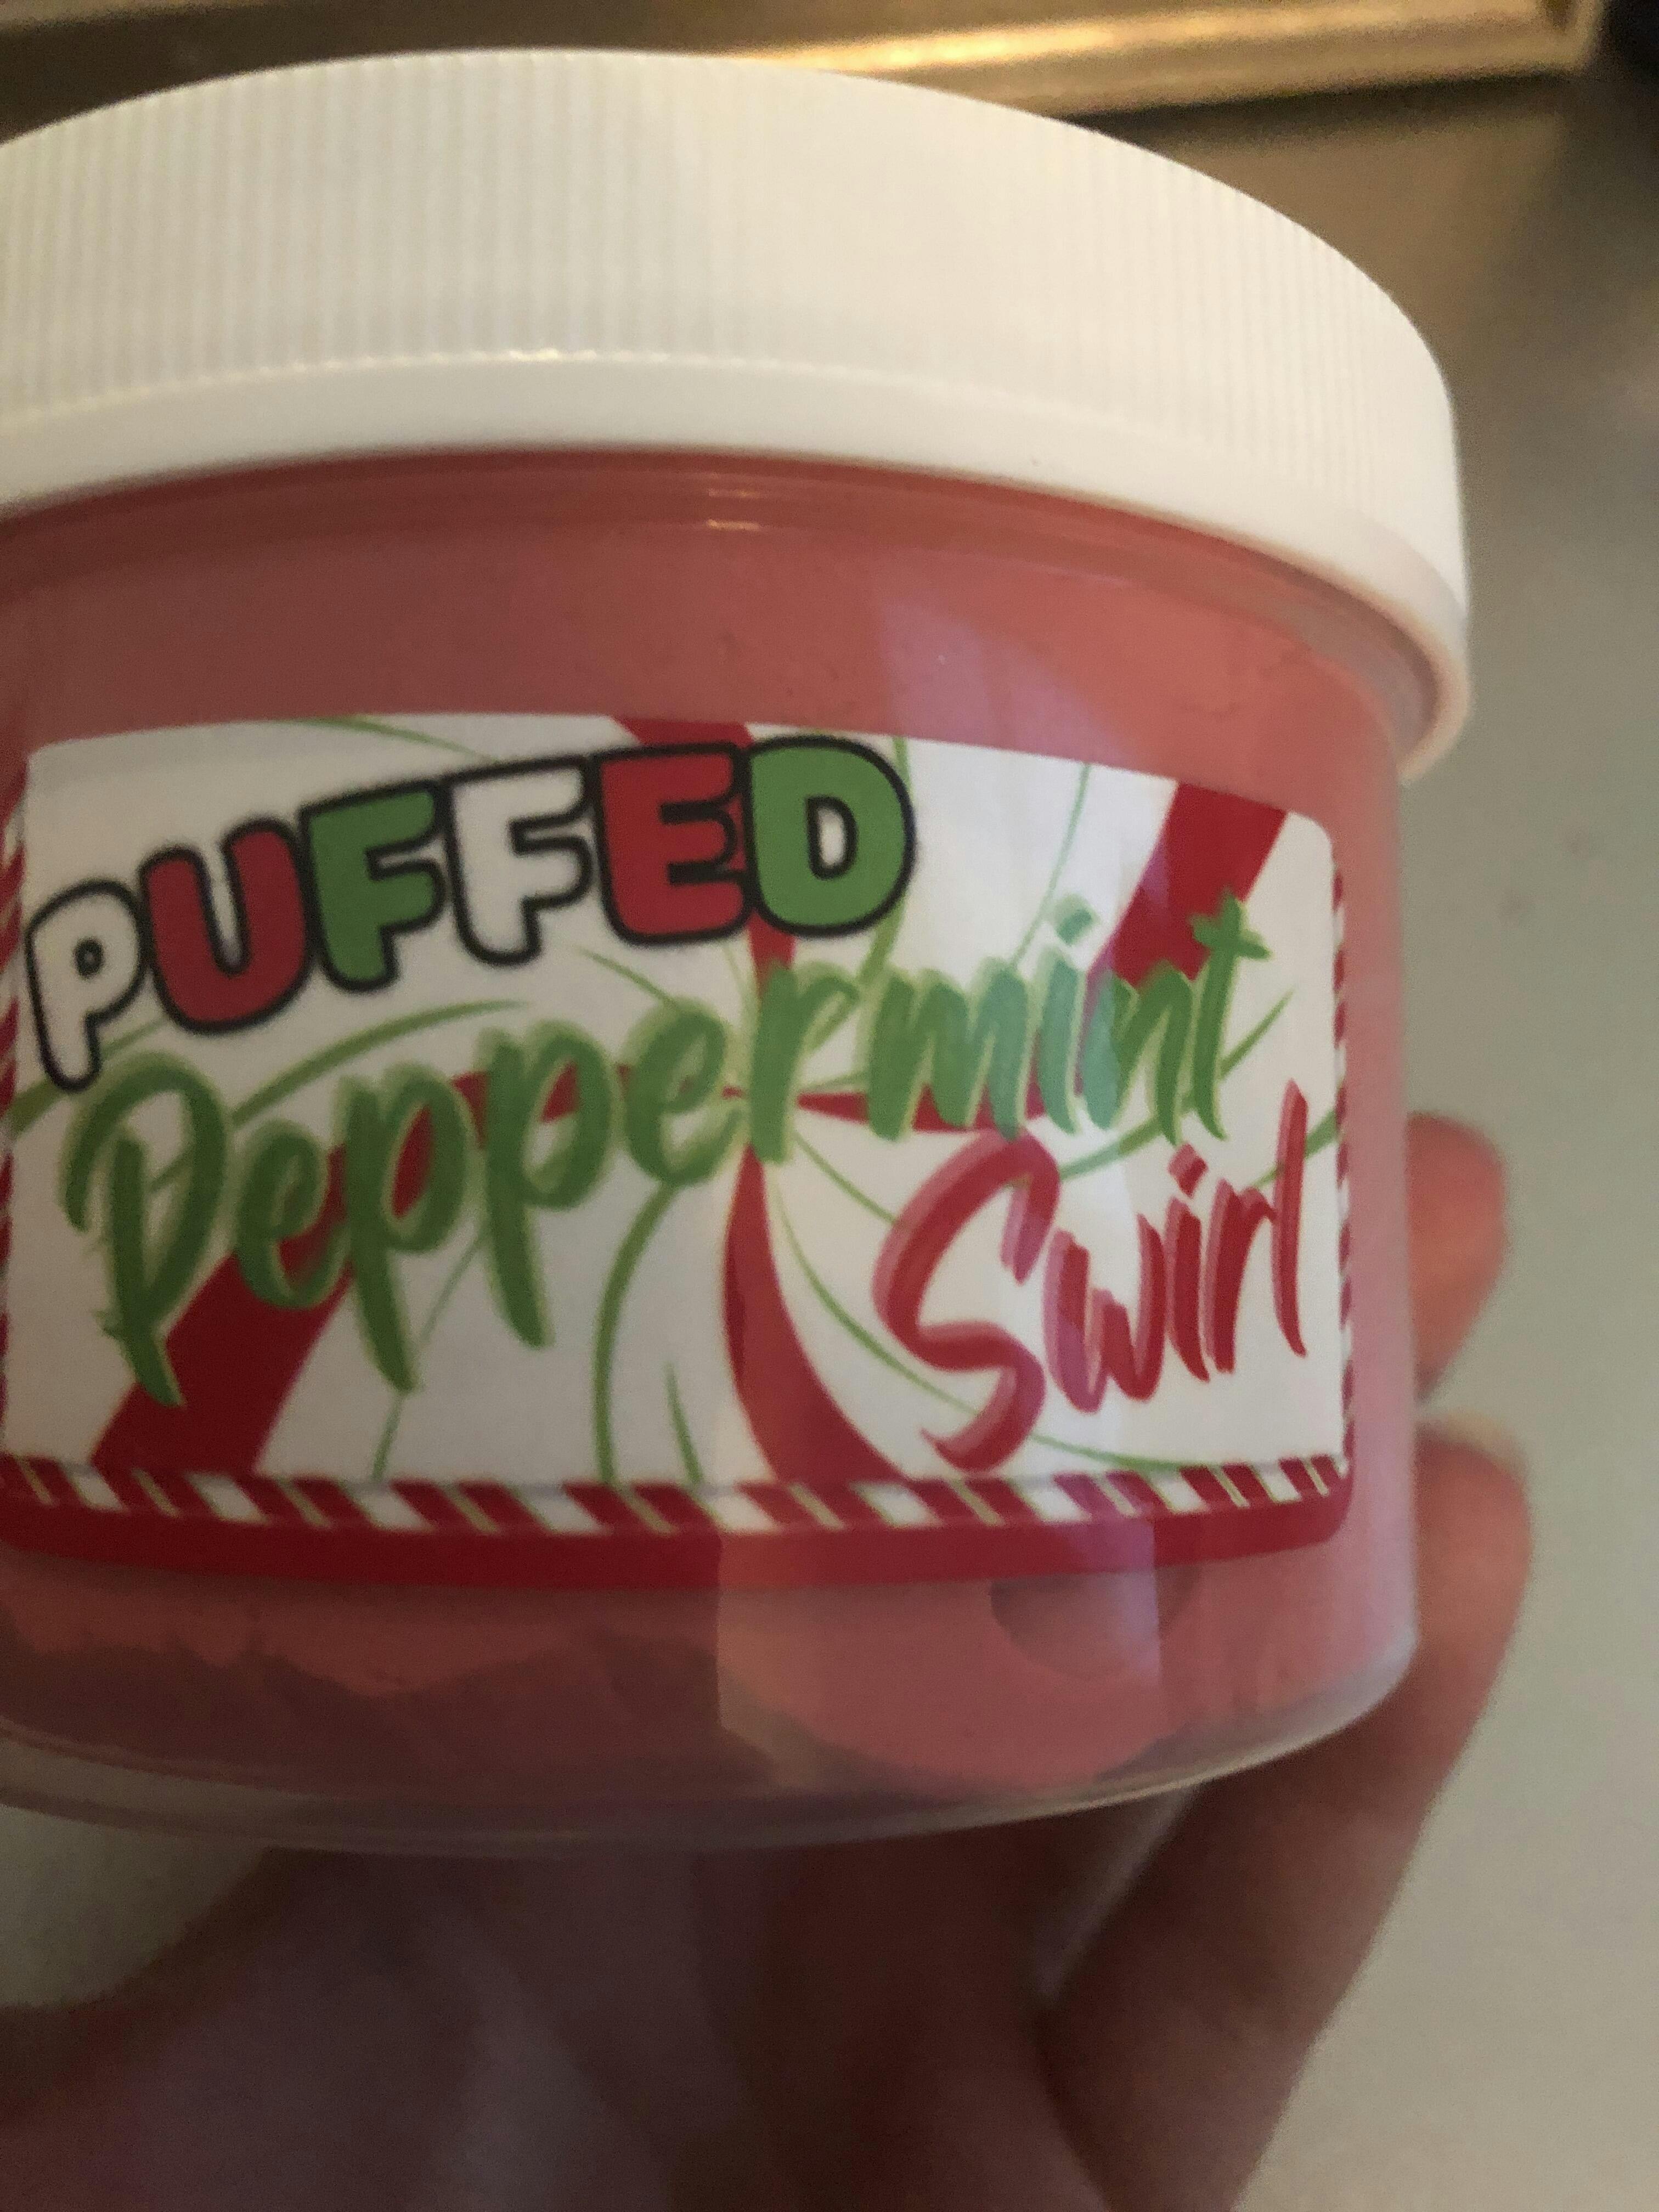 PUFFED
Peppermint
Swirl